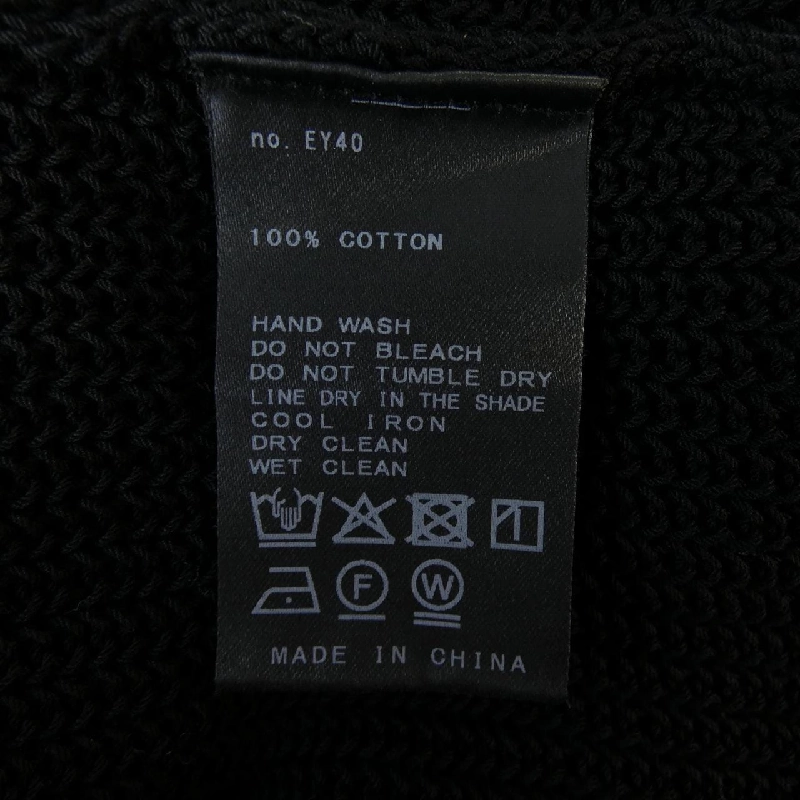 no. EY40
100% COTTON
HAND WASH
DO NOT BLEACH
DO NOT TUMBLE DRY
LINE DRY IN THE SHADE
COOL IRON
DRY CLEAN
WET CLEAN
F W
MADE IN CHINA